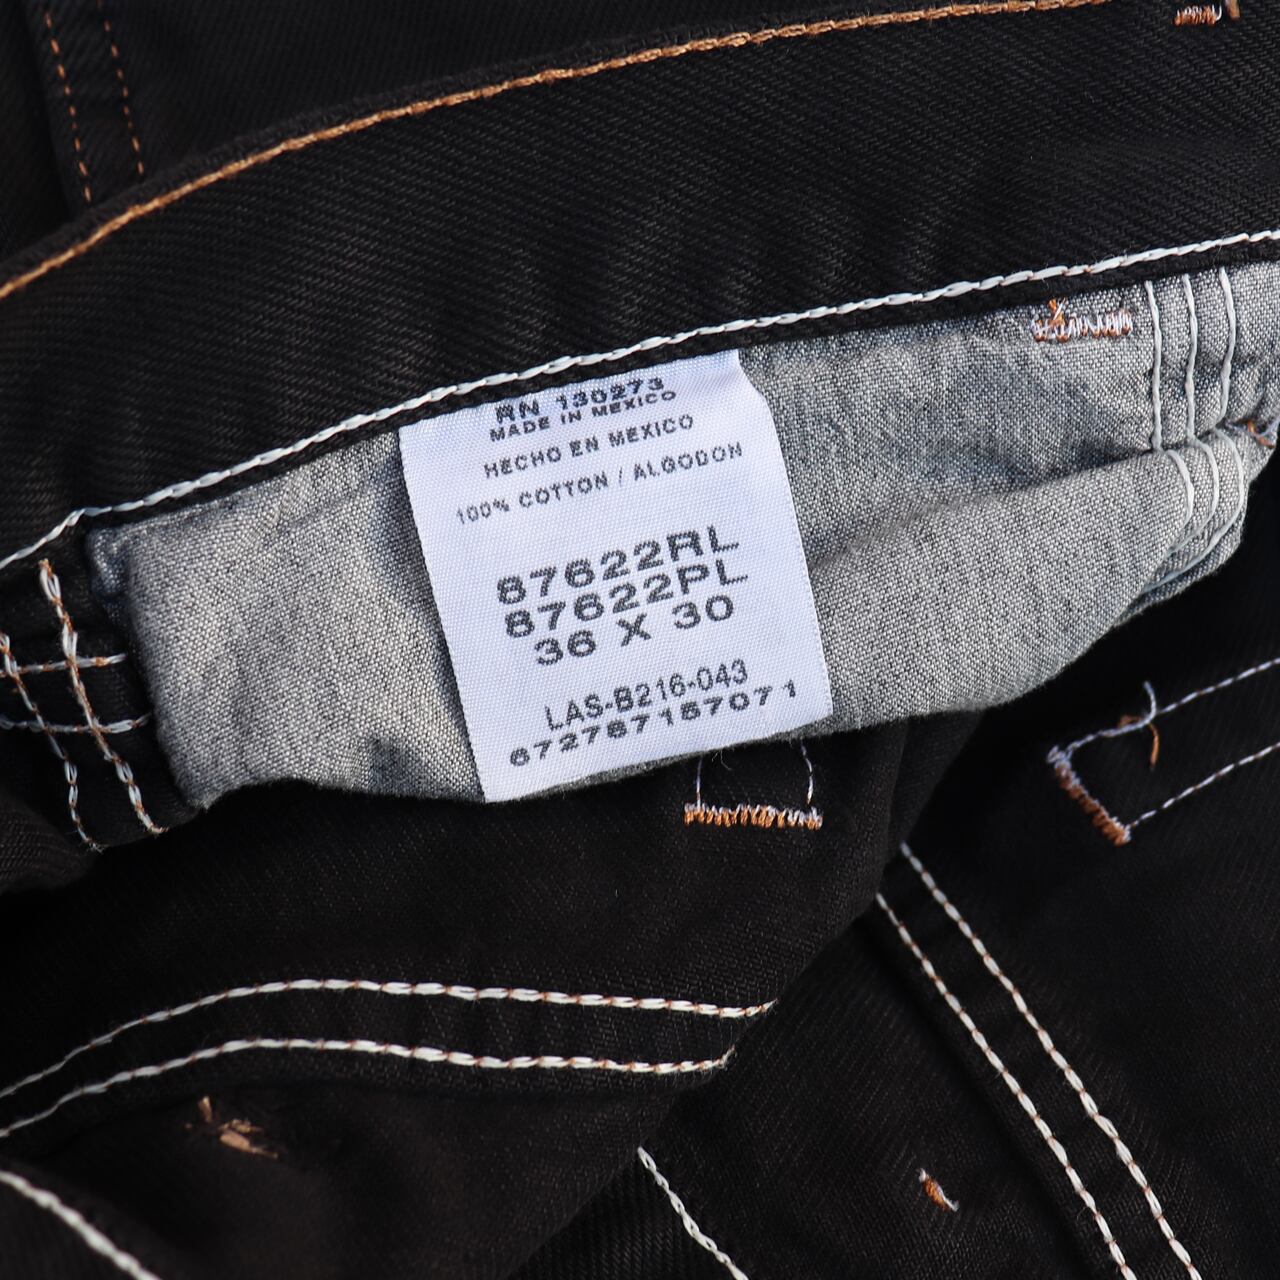 RN 130273
MADE IN MEXICO
HECHO EN MEXICO
100% COTTON / ALGODON
87622RL
87622PL
36 X 30
LAS-B216-043
672787157071